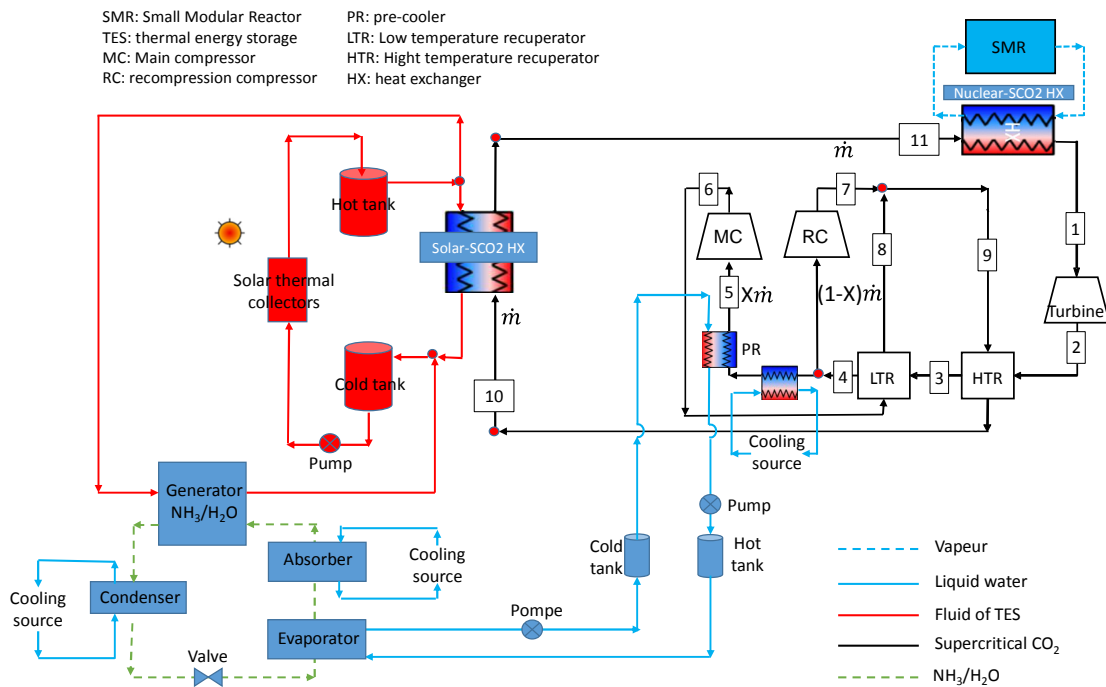 SMR: Small Modular Reactor
TES: thermal energy storage
MC: Main compressor
RC: recompression compressor
PR: pre-cooler
LTR: Low temperature recuperator
HTR: Hight temperature recuperator
HX: heat exchanger
SMR
Nuclear-SCO2 HX
HX
11
ṁ
Hot tank
Solar-SCO2 HX
Solar thermal
collectors
6
7
MC
RC
8
9
1
5
Xṁ
(1-X)ṁ
Turbine
ṁ
PR
2
Cold tank
4
LTR
3
HTR
10
Pump
Cooling
source
Generator
NH₃/H₂O
Pump
Absorber
Cooling
source
Cold
tank
Hot
tank
Condenser
Cooling
source
Pompe
Evaporator
Valve
Vapeur
Liquid water
Fluid of TES
Supercritical CO₂
NH₃/H₂O